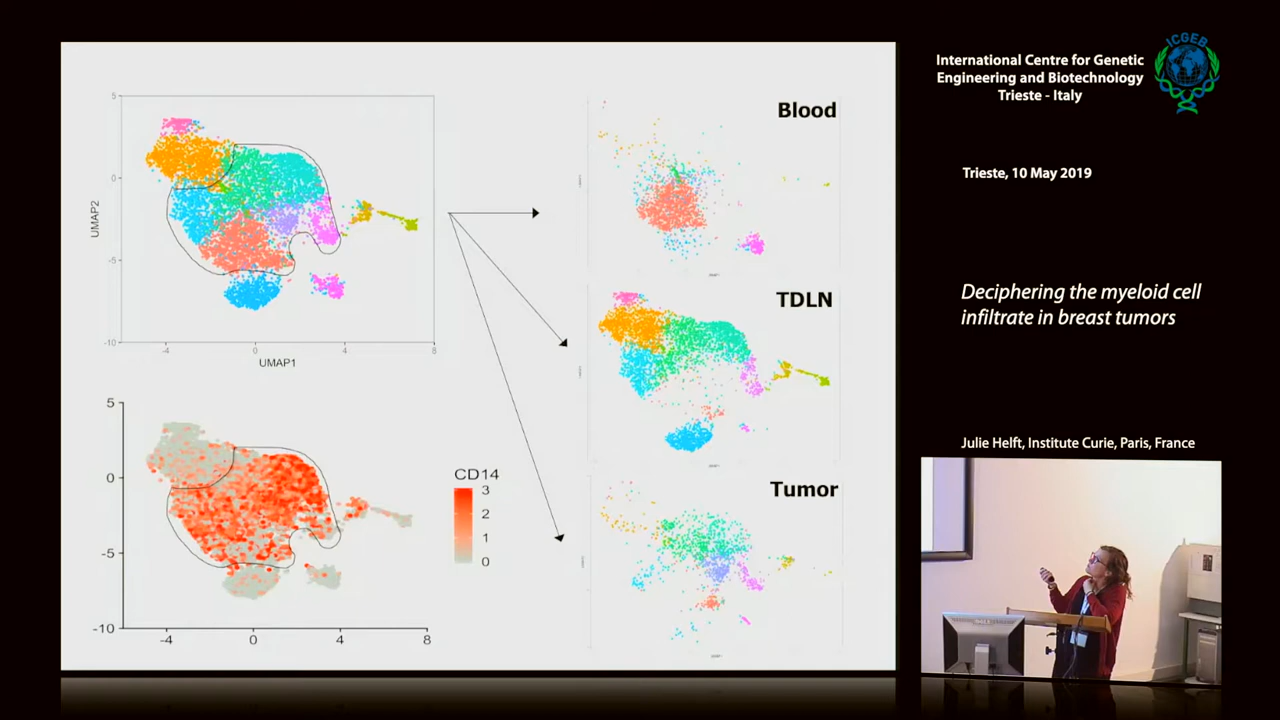 5
0
-5
-10
-4
0
4
8
UMAP2
UMAP1
5
0
-5
-10
-4
0
4
8
CD14
3
2
1
0
Blood
TDLN
Tumor
International Centre for Genetic
Engineering and Biotechnology
Trieste - Italy
ICGEB
Trieste, 10 May 2019
Deciphering the myeloid cell
infiltrate in breast tumors
Julie Helft, Institute Curie, Paris, France